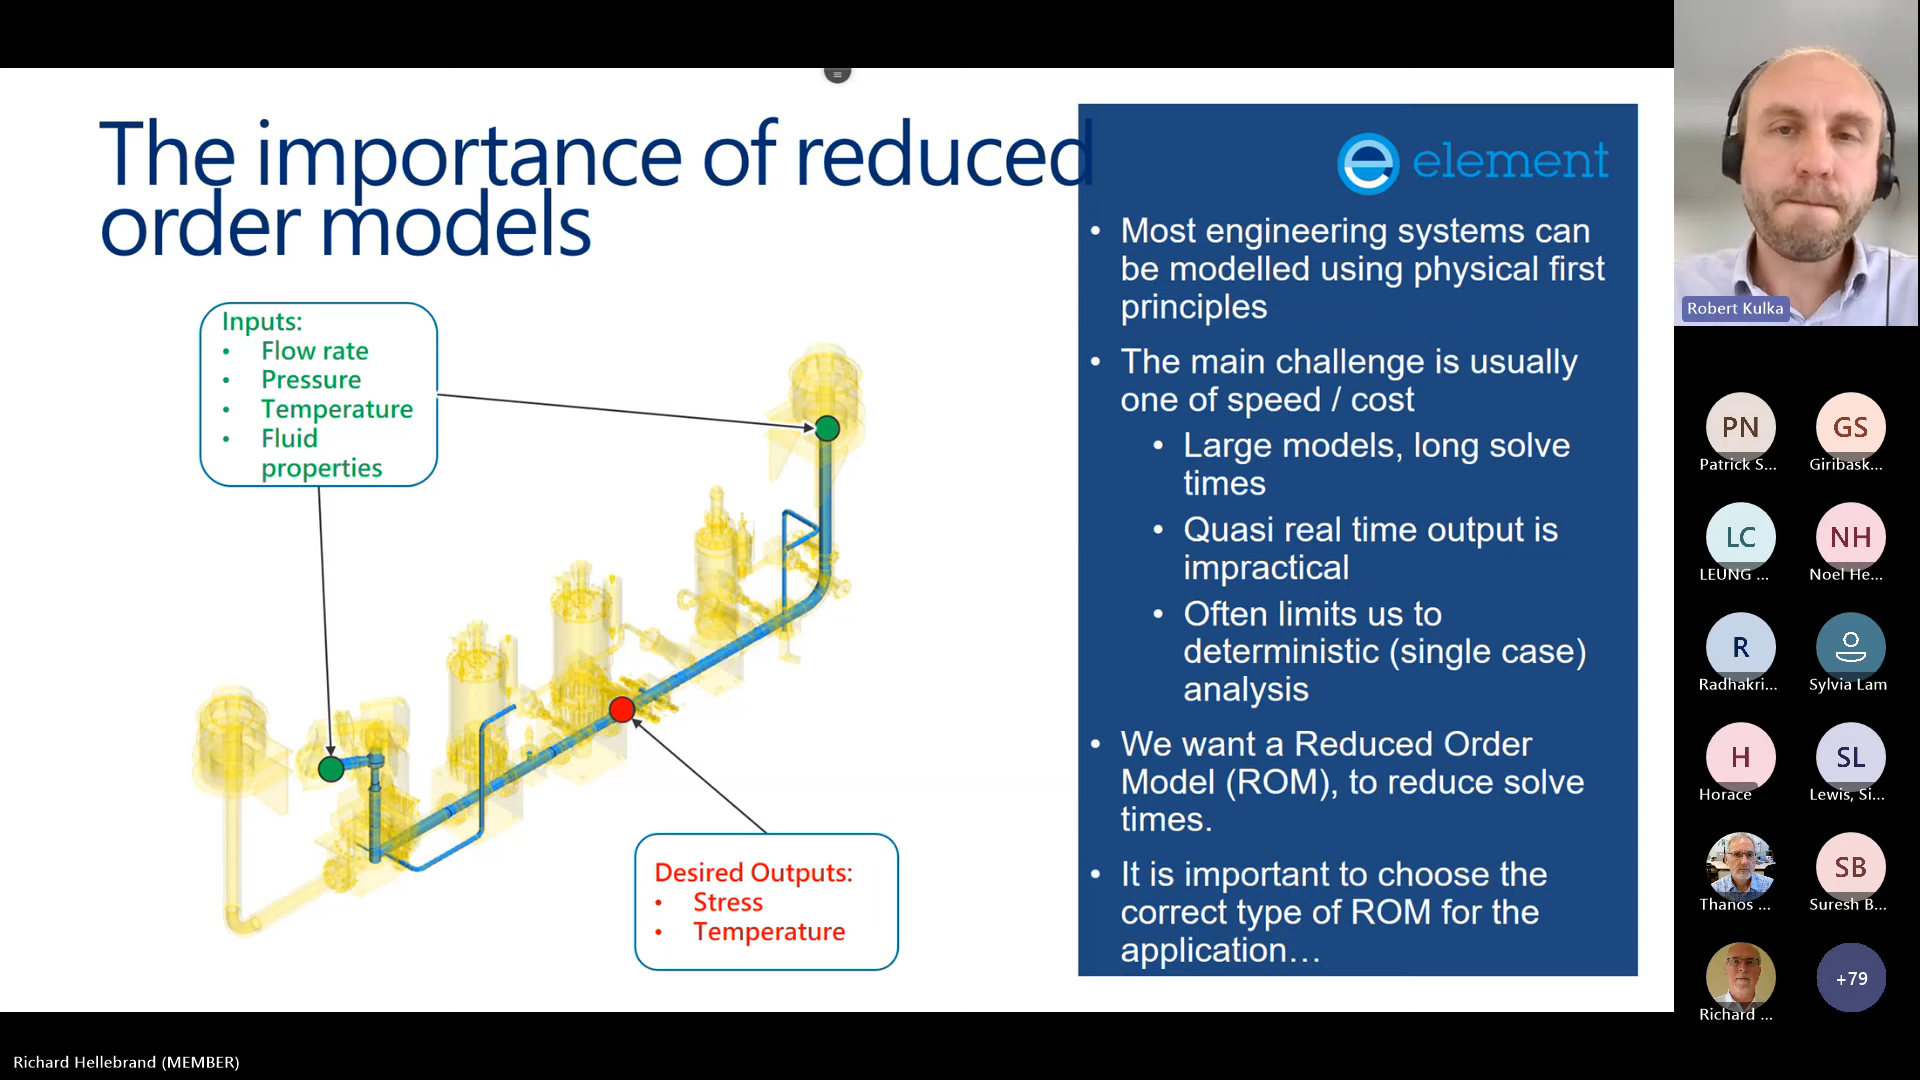 The importance of reduced
order models
Inputs:
• Flow rate
• Pressure
• Temperature
• Fluid
properties
Desired Outputs:
• Stress
• Temperature
element
• Most engineering systems can
be modelled using physical first
principles
• The main challenge is usually
one of speed / cost
• Large models, long solve
times
• Quasi real time output is
impractical
• Often limits us to
deterministic (single case)
analysis
• We want a Reduced Order
Model (ROM), to reduce solve
times.
• It is important to choose the
correct type of ROM for the
application…
Robert Kulka
PN
Patrick S...
GS
Giribask...
LC
LEUNG ...
NH
Noel He...
R
Radhakri...
Sylvia Lam
H
Horace
SL
Lewis, Si...
Thanos ...
SB
Suresh B...
Richard ...
+79
Richard Hellebrand (MEMBER)